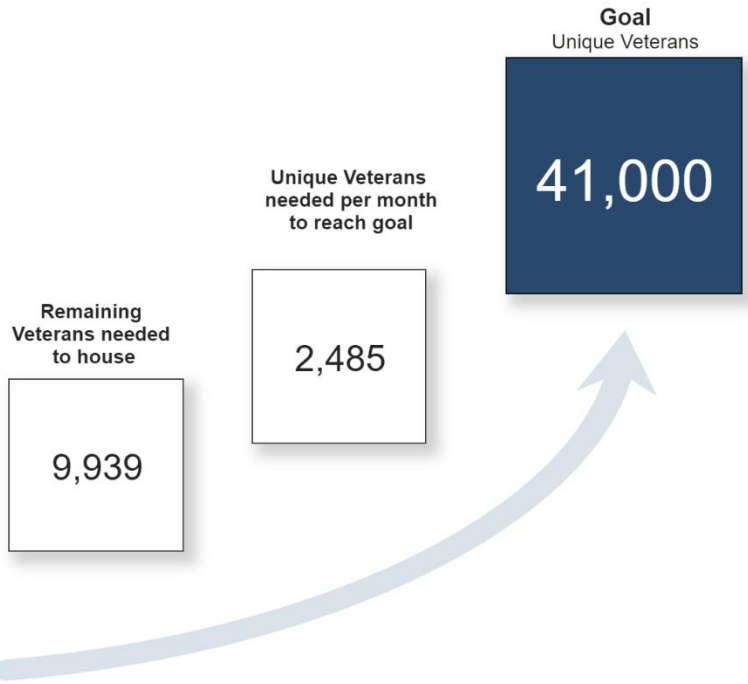 Goal
Unique Veterans
41,000
Unique Veterans
needed per month
to reach goal
2,485
Remaining
Veterans needed
to house
9,939